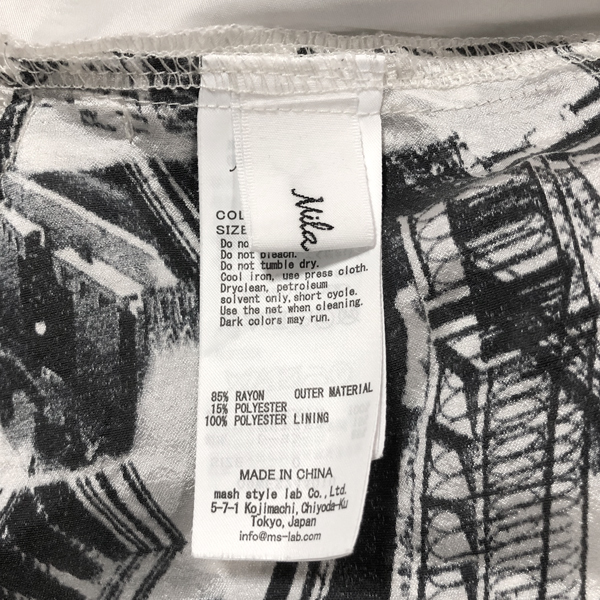 Mila
COL
SIZE
Do no
Do not bleach.
Do not tumble dry.
Cool iron, use press cloth.
Dryclean, petroleum
solvent only, short cycle.
Use the net when cleaning.
Dark colors may run.
85% RAYON OUTER MATERIAL
15% POLYESTER
100% POLYESTER LINING
MADE IN CHINA
mash style lab Co.,Ltd.
5-7-1 Kojimachi,Chiyoda-Ku
Tokyo,Japan
info@ms-lab.com